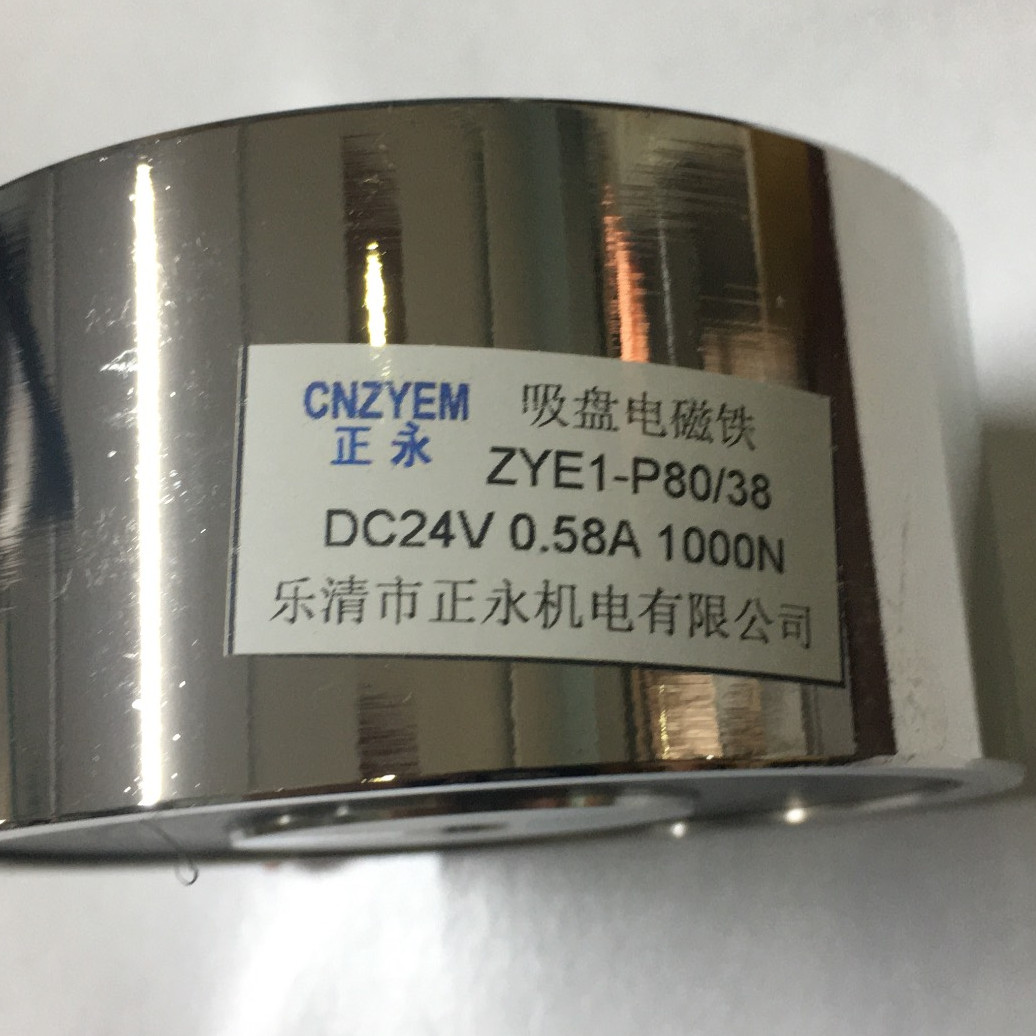 CNZYEM 吸盘电磁铁
正永 ZYE1-P80/38
DC24V 0.58A 1000N
乐清市正永机电有限公司